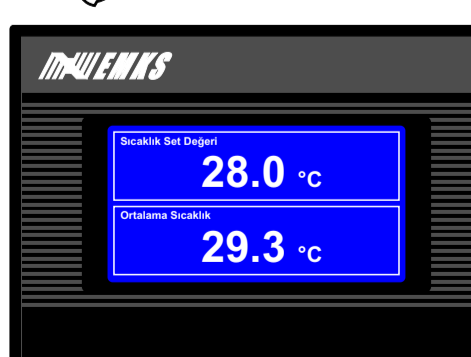 EMKS
Sıcaklık Set Değeri
28.0 °C
Ortalama Sıcaklık
29.3 °C